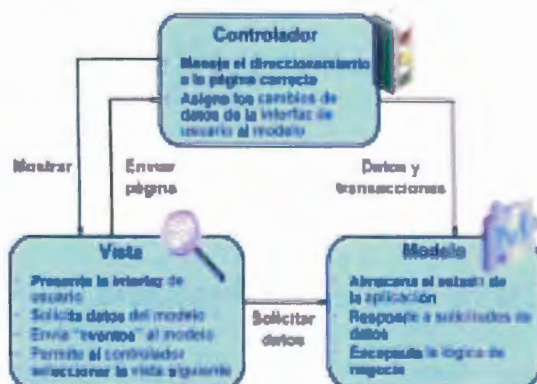 Controlador
Maneja el direccionamiento
a la página correcta
Asigna los cambios de
datos de la interfaz de
usuario al modelo
Mostrar
Enviar
página
Datos y
transacciones
Vista
Presenta la interfaz de
usuario
Solicita datos del modelo
Envía "eventos" al modelo
Permite al controlador
seleccionar la vista siguiente
Solicitar
datos
Modelo
Almacena el estado de
la aplicación
Responde a solicitudes de
datos
Encapsula la lógica de
negocio